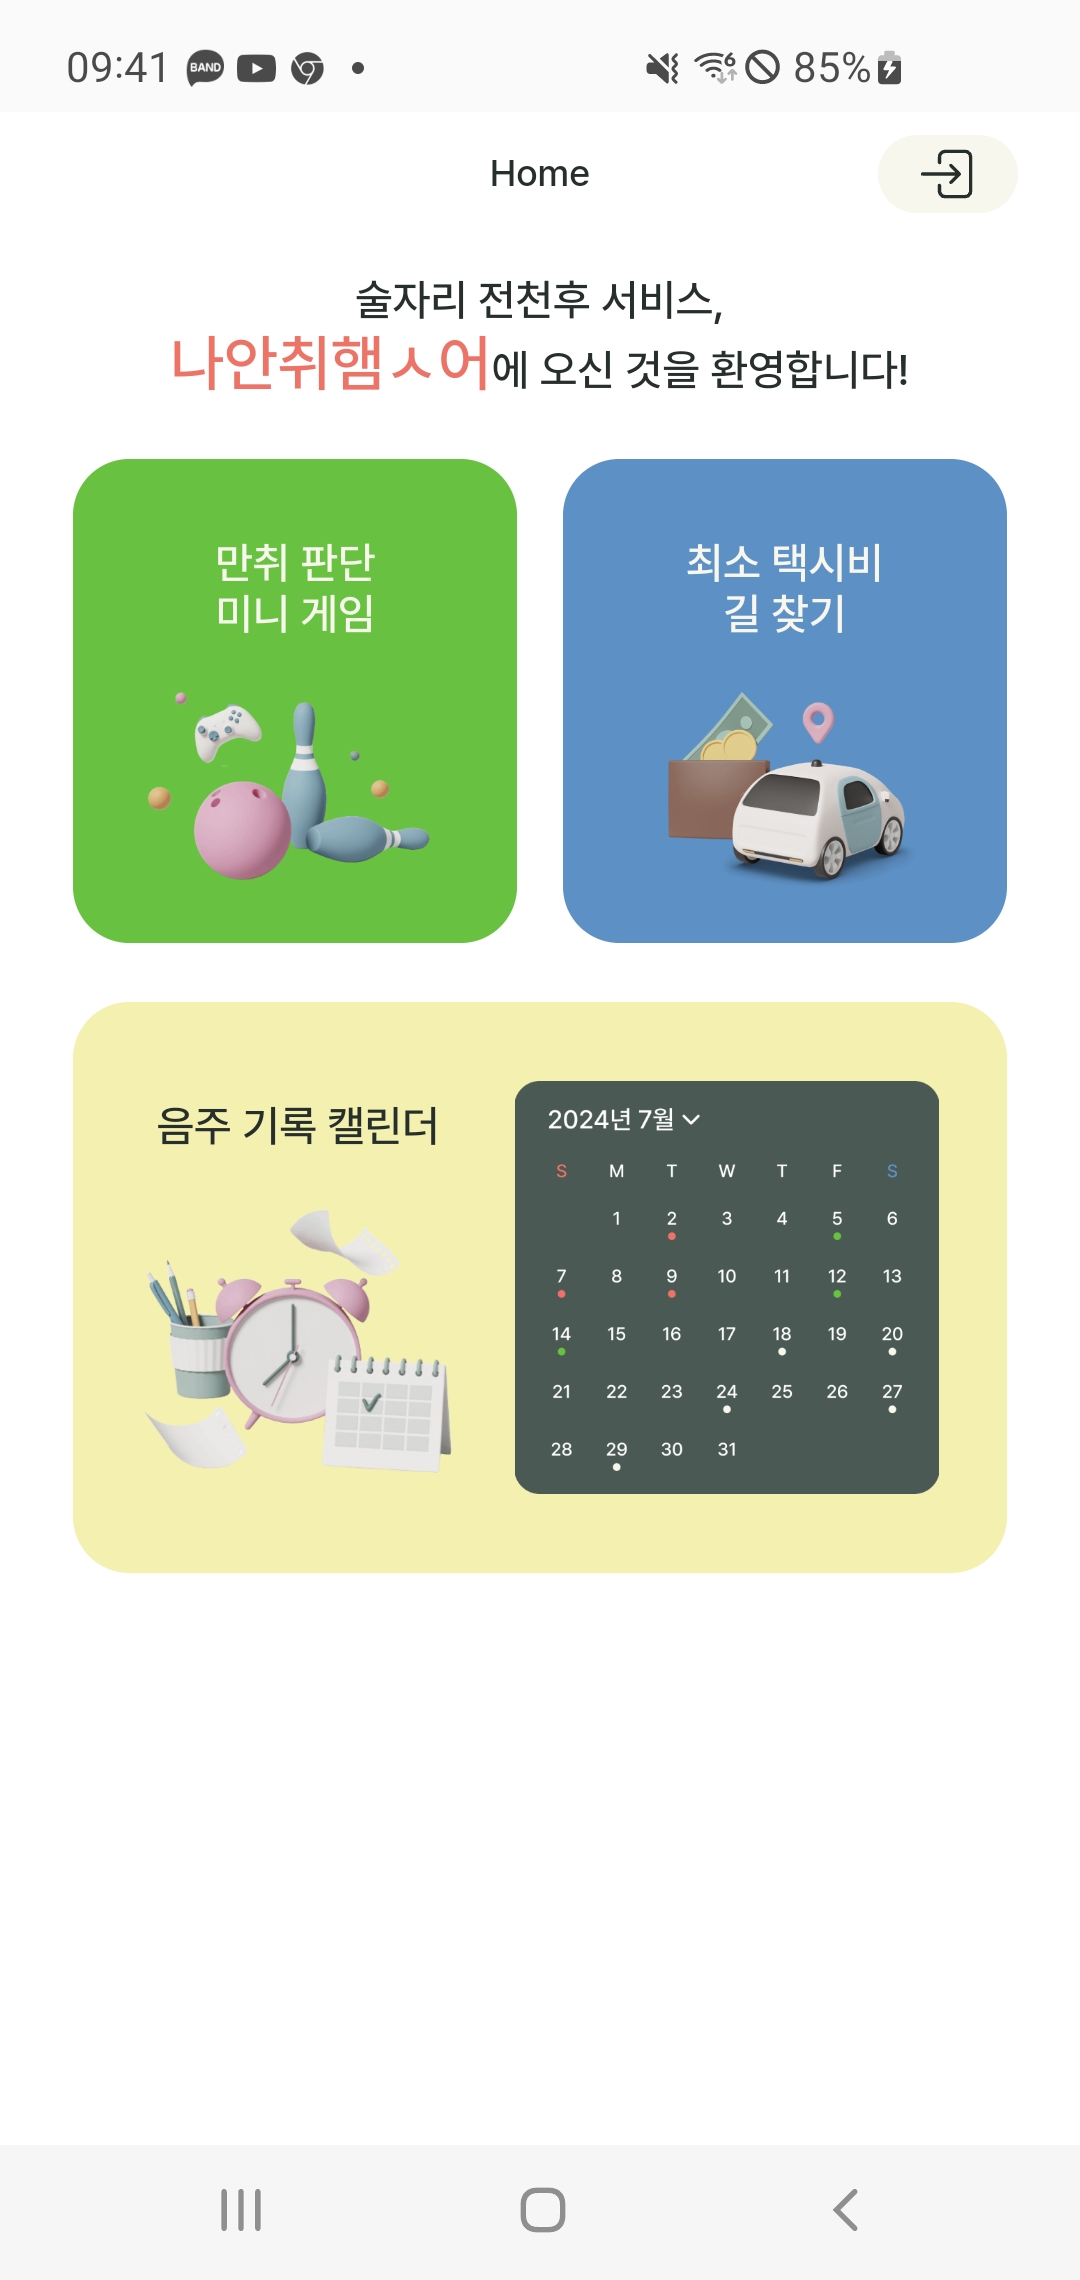 09:41 BAND 6 85%
Home
술자리 전천후 서비스,
나안취햄ㅅ어에 오신 것을 환영합니다!
만취 판단
미니 게임
최소 택시비
길 찾기
음주 기록 캘린더
2024년 7월
S M T W T F S
1 2 3 4 5 6
7 8 9 10 11 12 13
14 15 16 17 18 19 20
21 22 23 24 25 26 27
28 29 30 31